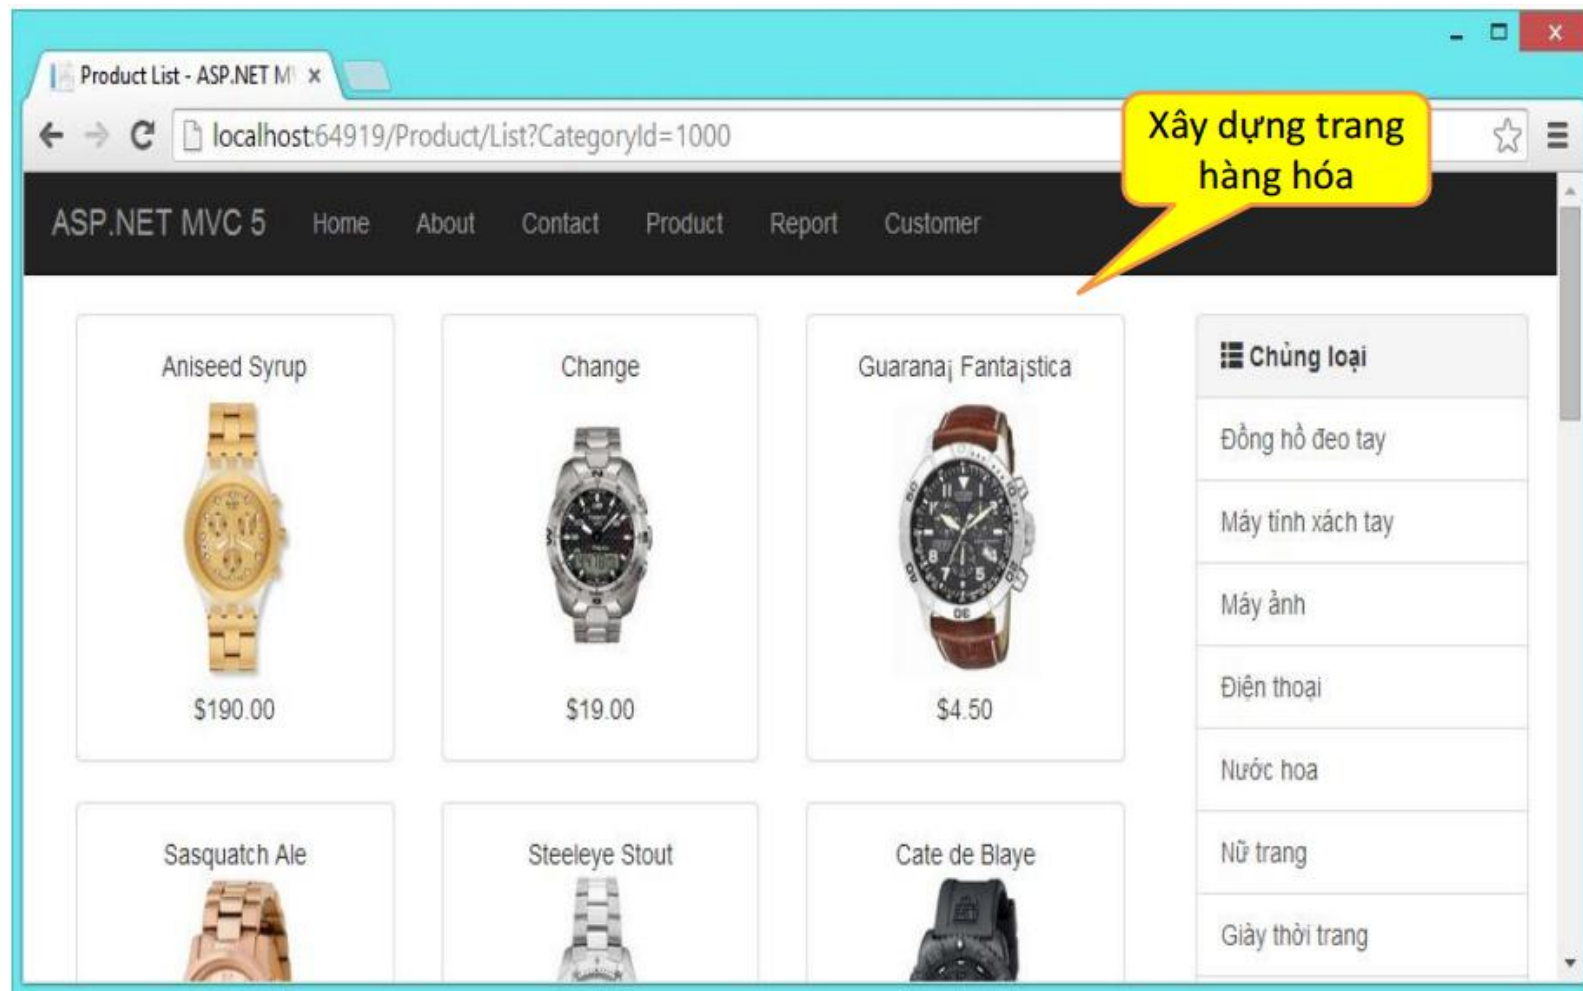 Product List - ASP.NET M
localhost:64919/Product/List?CategoryId=1000
Xây dựng trang
hàng hóa
ASP.NET MVC 5 Home About Contact Product Report Customer
Aniseed Syrup
Change
Guarana¡ Fanta¡stica
$190.00
$19.00
$4.50
Sasquatch Ale
Steeleye Stout
Cate de Blaye
Chủng loại
Đồng hồ đeo tay
Máy tính xách tay
Máy ảnh
Điện thoại
Nước hoa
Nữ trang
Giày thời trang